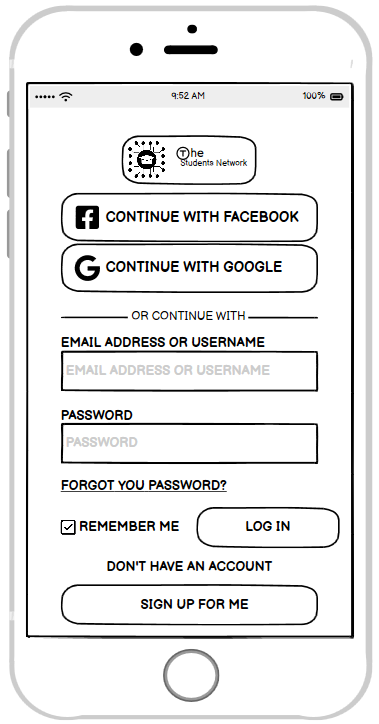 9:52 AM 100%
The
Students Network
CONTINUE WITH FACEBOOK
CONTINUE WITH GOOGLE
OR CONTINUE WITH
EMAIL ADDRESS OR USERNAME
EMAIL ADDRESS OR USERNAME
PASSWORD
PASSWORD
FORGOT YOU PASSWORD?
REMEMBER ME LOG IN
DON'T HAVE AN ACCOUNT
SIGN UP FOR ME